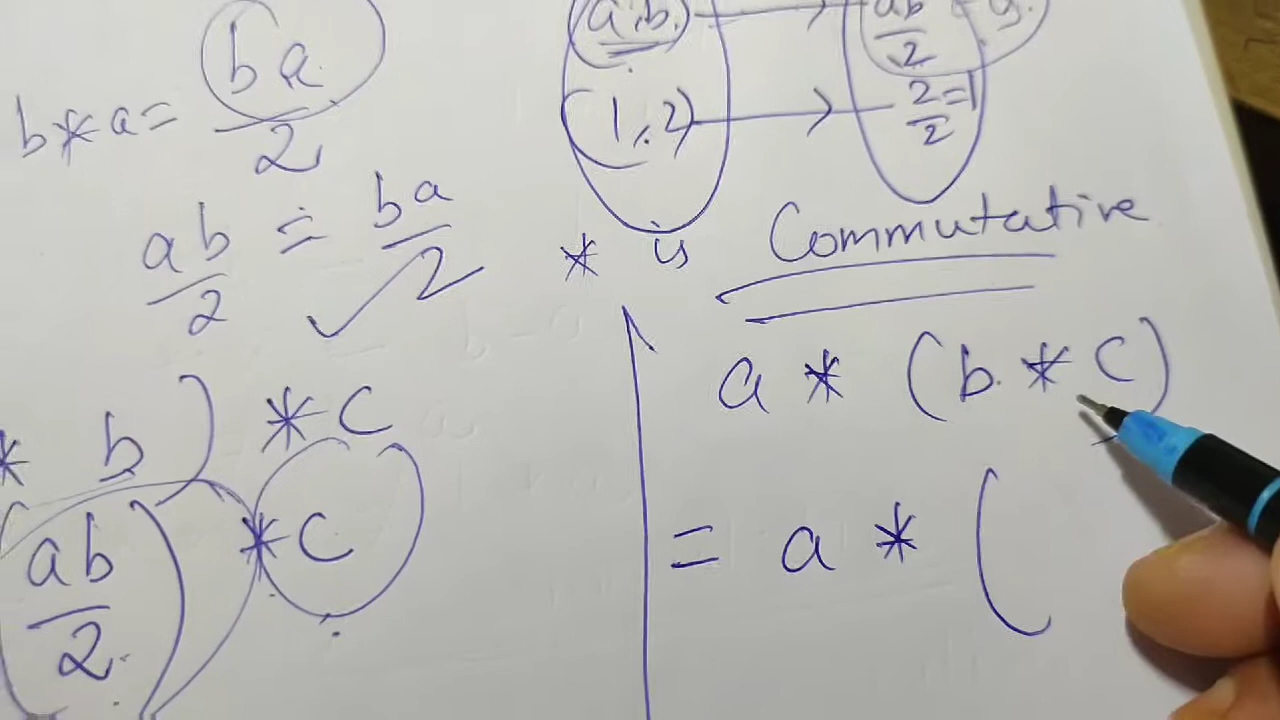 b*a = ba/2
ab/2 = ba/2
(a,b) → ab/2
(1,2) → 2/2=1
* is Commutative
* b) *c
(ab/2) *c
a * (b * c)
= a * (